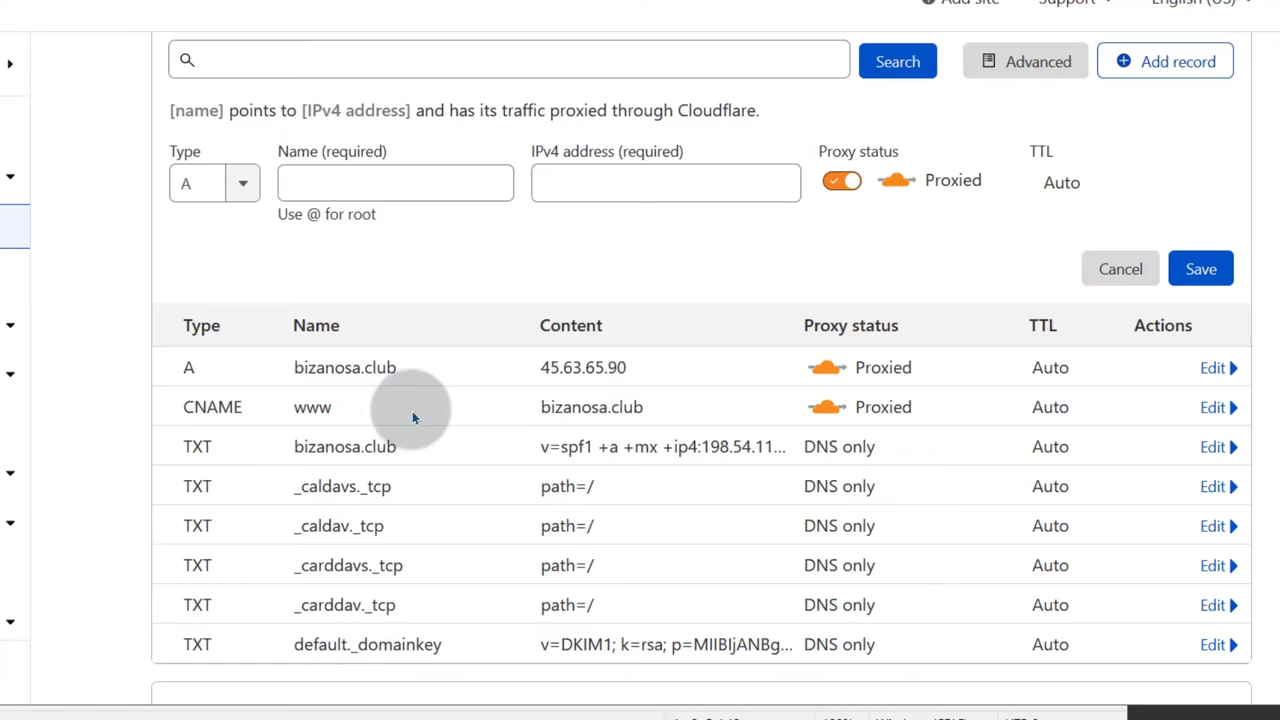 Add site Support English (US)
Search Advanced Add record
[name] points to [IPv4 address] and has its traffic proxied through Cloudflare.
Type Name (required) IPv4 address (required) Proxy status TTL
A Proxied Auto
Use @ for root
Cancel Save
Type Name Content Proxy status TTL Actions
A bizanosa.club 45.63.65.90 Proxied Auto Edit
CNAME www bizanosa.club Proxied Auto Edit
TXT bizanosa.club v=spf1 +a +mx +ip4:198.54.11... DNS only Auto Edit
TXT _caldavs._tcp path=/ DNS only Auto Edit
TXT _caldav._tcp path=/ DNS only Auto Edit
TXT _carddavs._tcp path=/ DNS only Auto Edit
TXT _carddav._tcp path=/ DNS only Auto Edit
TXT default._domainkey v=DKIM1; k=rsa; p=MIIBIjANBg... DNS only Auto Edit